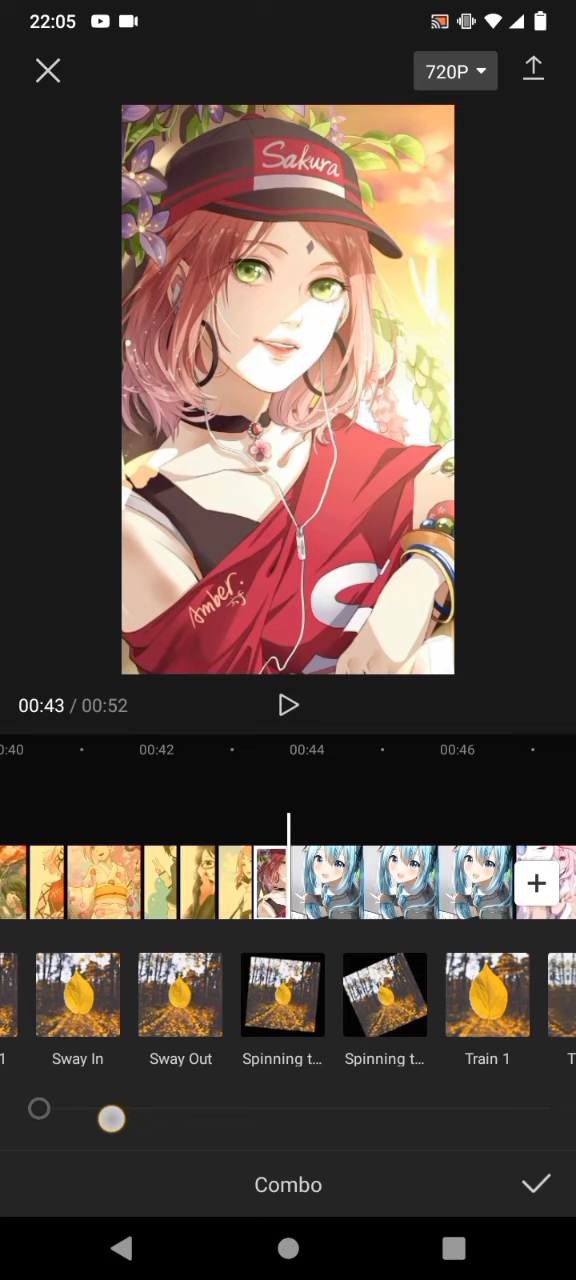 22:05
720P
Sakura
Amber.
S
00:43 / 00:52
0:40 00:42 00:44 00:46
1 Sway In Sway Out Spinning t... Spinning t... Train 1 T
Combo